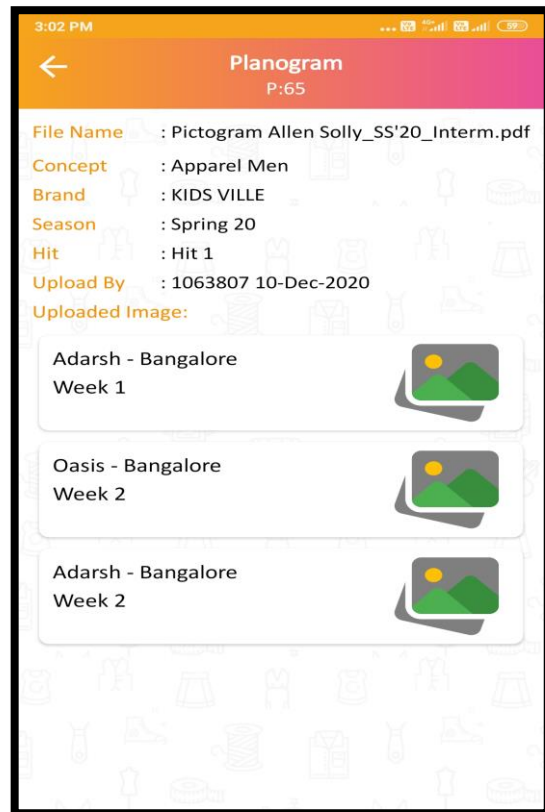 3:02 PM 59
Planogram
P:65
File Name : Pictogram Allen Solly_SS'20_Interm.pdf
Concept : Apparel Men
Brand : KIDS VILLE
Season : Spring 20
Hit : Hit 1
Upload By : 1063807 10-Dec-2020
Uploaded Image:
Adarsh - Bangalore
Week 1
Oasis - Bangalore
Week 2
Adarsh - Bangalore
Week 2